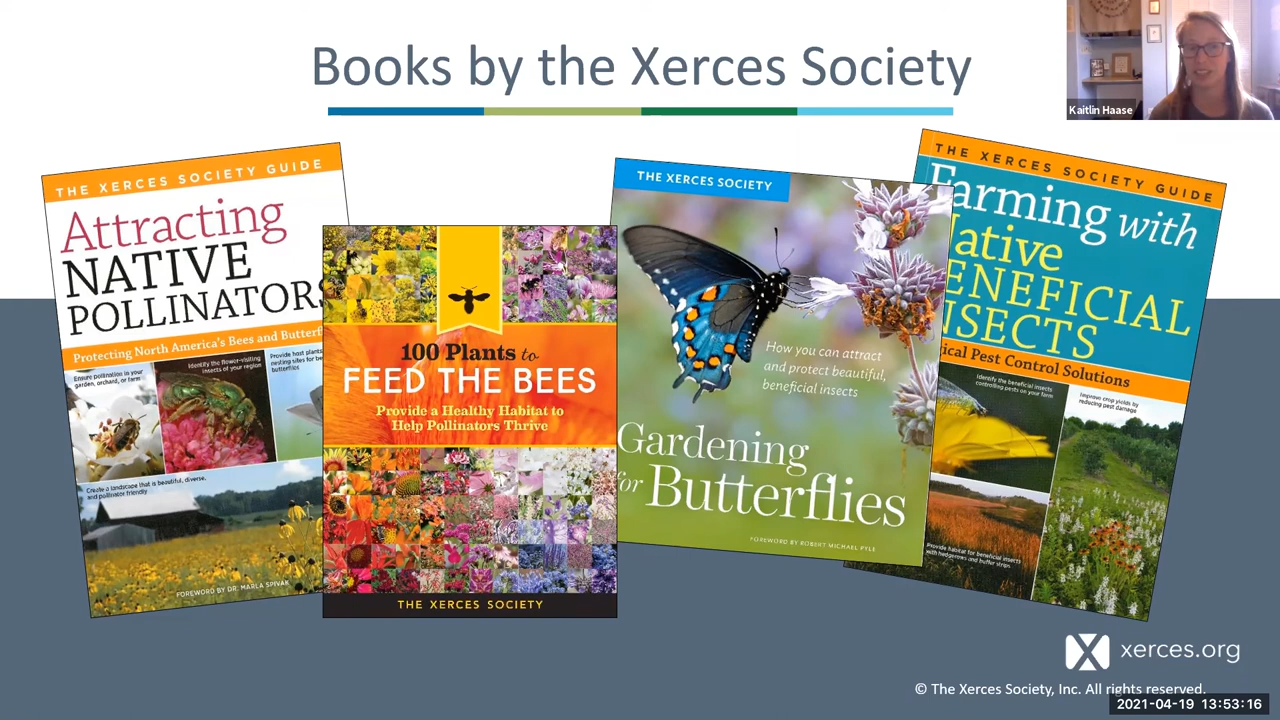 Books by the Xerces Society
Kaitlin Haase
THE XERCES SOCIETY GUIDE
Attracting
NATIVE
POLLINATORS
Protecting North America's Bees and Butterf
Ensure pollination in your
garden, orchard, or farm
Identify the flower-visiting
insects of your region
Provide host plants
nesting sites for be
butterflies
Create a landscape that is beautiful, diverse,
and pollinator friendly
FOREWORD BY DR. MARLA SPIVAK
100 Plants to
FEED THE BEES
Provide a Healthy Habitat to
Help Pollinators Thrive
THE XERCES SOCIETY
THE XERCES SOCIETY
How you can attract
and protect beautiful,
beneficial insects
Gardening
for Butterflies
FOREWORD BY ROBERT MICHAEL PYLE
THE XERCES SOCIETY GUIDE
Farming with
Native
ENEFICIAL
NSECTS
ical Pest Control Solutions
Identify the beneficial insects
controlling pests on your farm
Improve crop yields by
reducing pest damage
Provide habitat for beneficial insects
with hedgerows and buffer strips
xerces.org
© The Xerces Society, Inc. All rights reserved.
2021-04-19 13:53:16